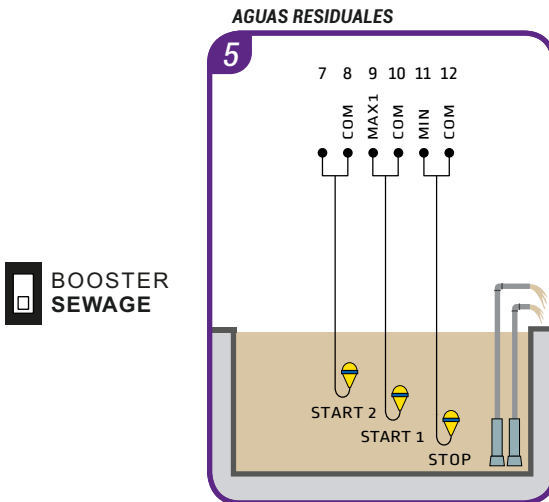 AGUAS RESIDUALES
5
7 8 9 10 11 12
COM MAX1 COM MIN COM
BOOSTER
SEWAGE
START 2
START 1
STOP